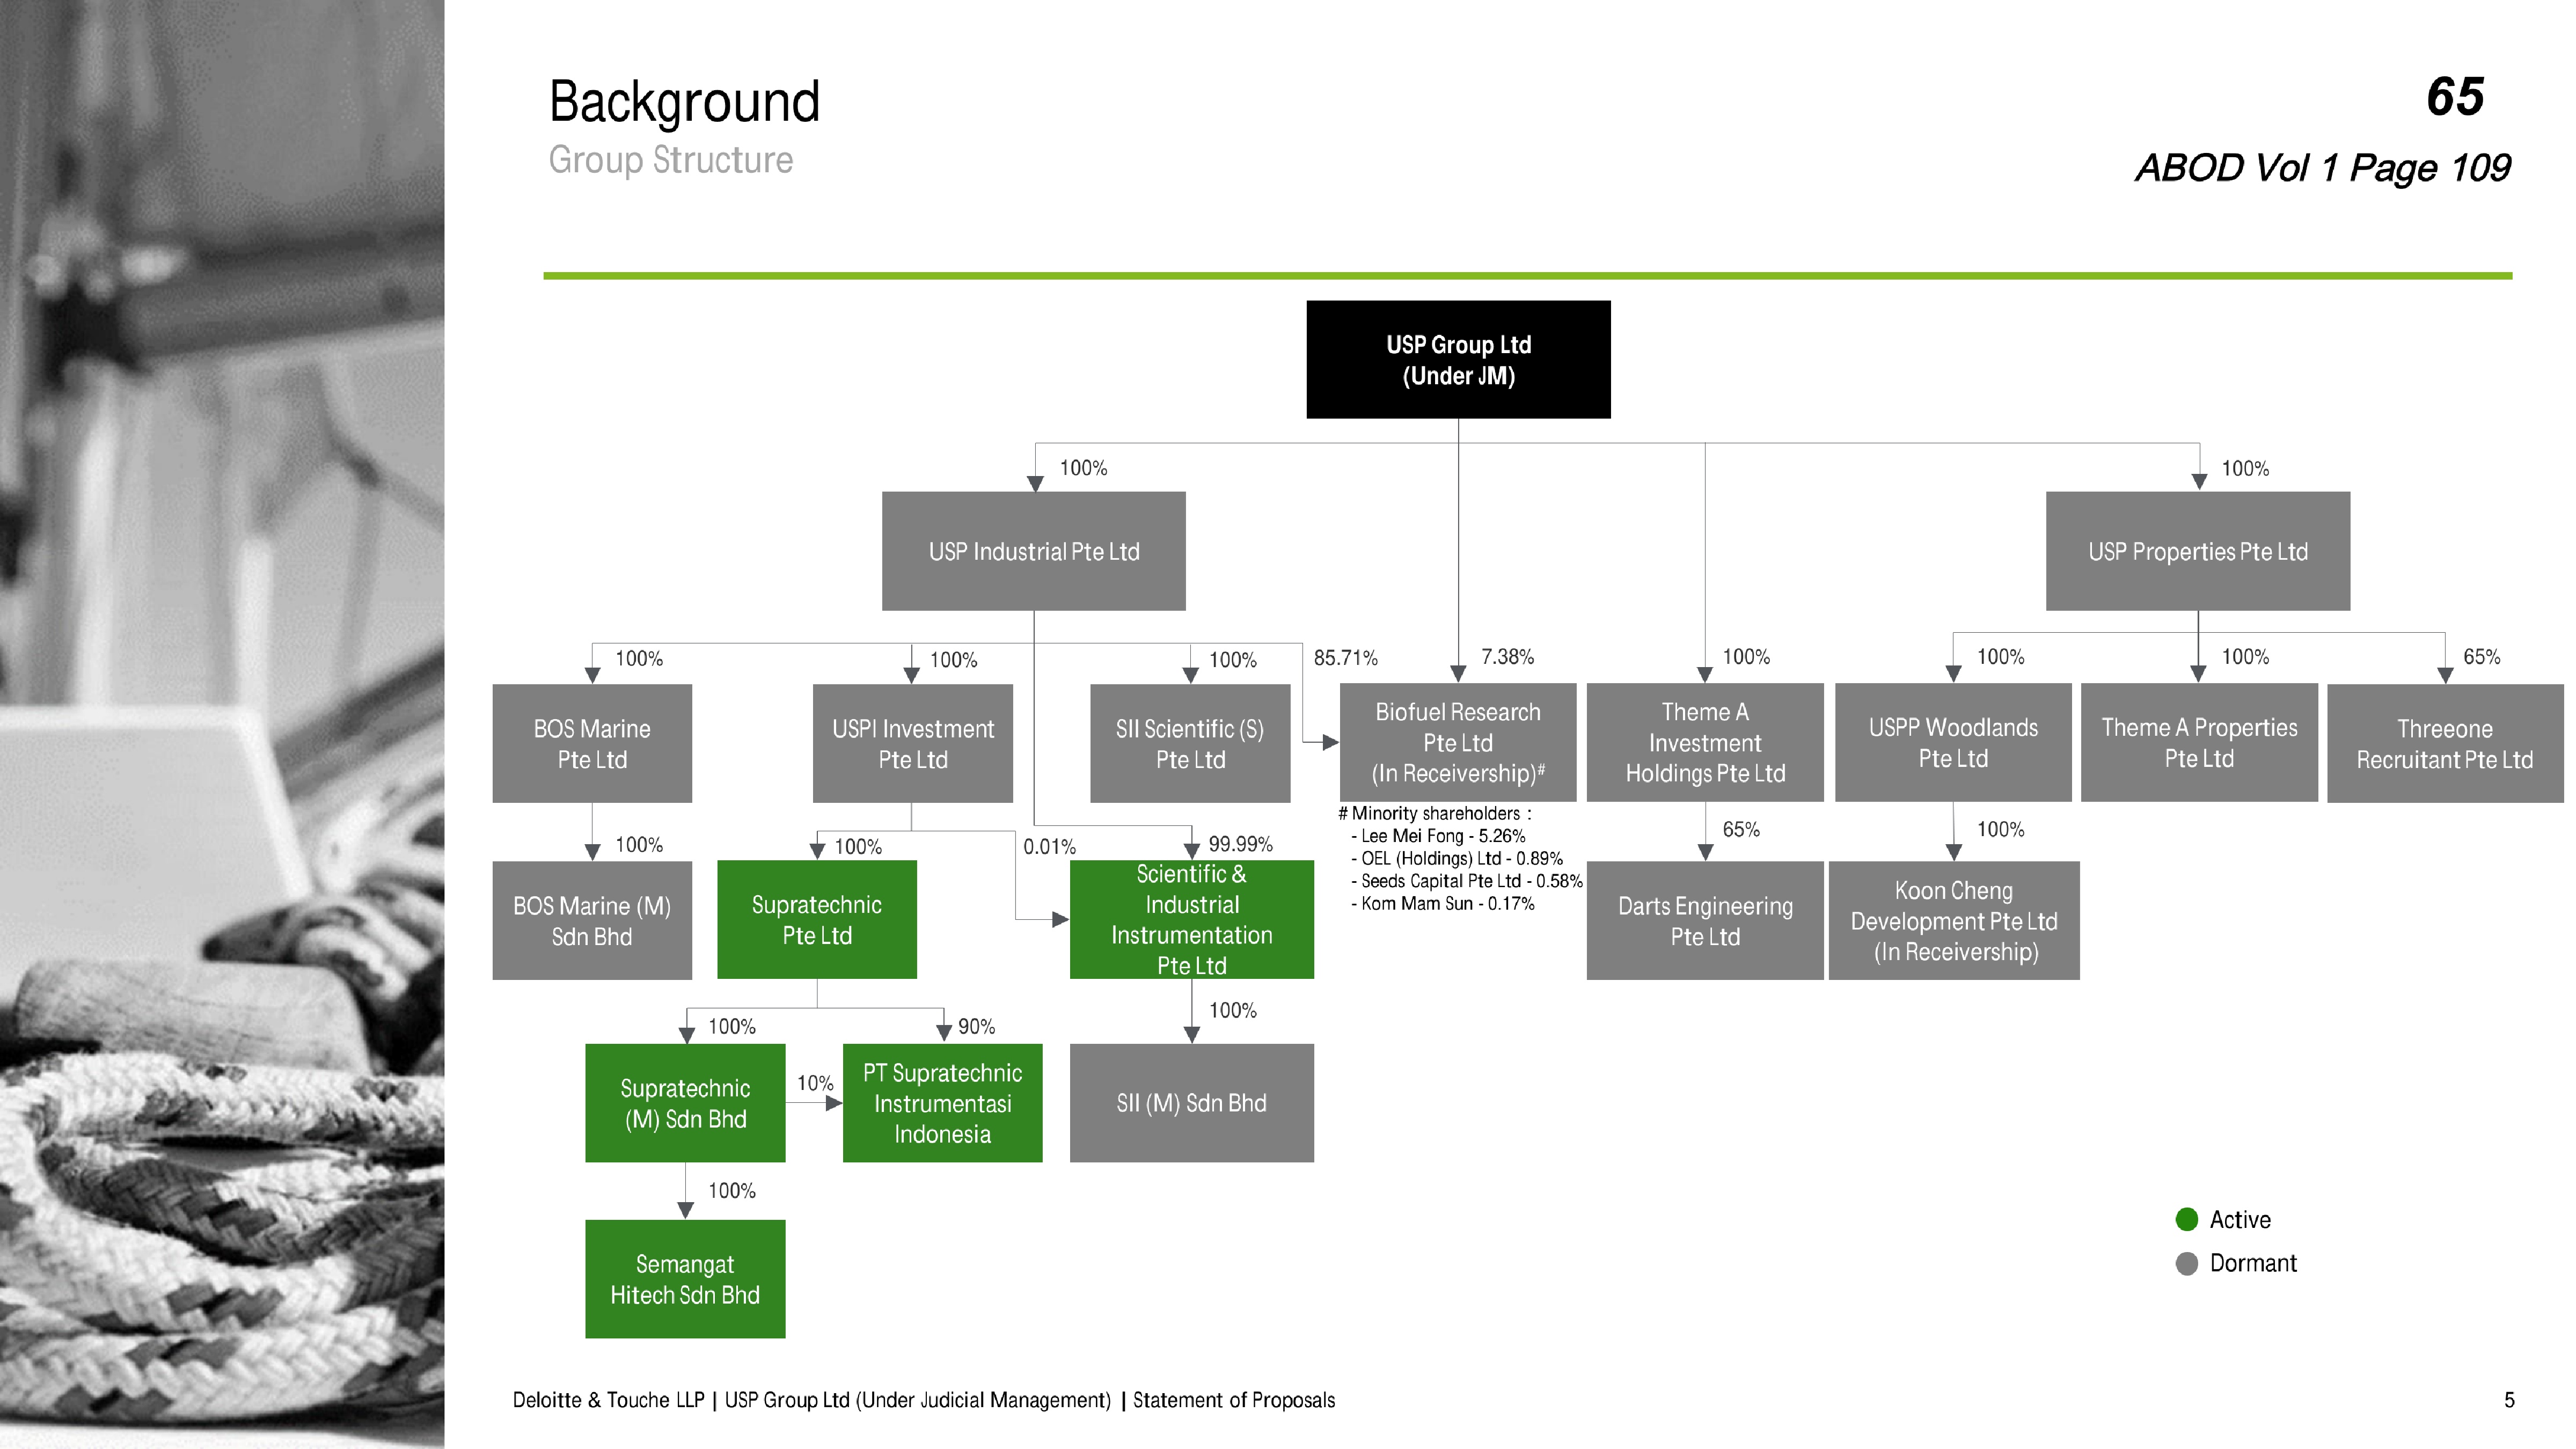 Background
65
Group Structure
ABOD Vol 1 Page 109
USP Group Ltd
(Under JM)
100%
100%
USP Industrial Pte Ltd
USP Properties Pte Ltd
100%
100%
100%
85.71%
7.38%
100%
100%
100%
65%
BOS Marine
Pte Ltd
USPI Investment
Pte Ltd
SII Scientific (S)
Pte Ltd
Biofuel Research
Pte Ltd
(In Receivership)#
Theme A
Investment
Holdings Pte Ltd
USPP Woodlands
Pte Ltd
Theme A Properties
Pte Ltd
Threeone
Recruitant Pte Ltd
# Minority shareholders :
- Lee Mei Fong - 5.26%
- OEL (Holdings) Ltd - 0.89%
- Seeds Capital Pte Ltd - 0.58%
- Kom Mam Sun - 0.17%
100%
100%
0.01%
99.99%
65%
100%
BOS Marine (M)
Sdn Bhd
Supratechnic
Pte Ltd
Scientific &
Industrial
Instrumentation
Pte Ltd
Darts Engineering
Pte Ltd
Koon Cheng
Development Pte Ltd
(In Receivership)
100%
90%
100%
Supratechnic
(M) Sdn Bhd
10%
PT Supratechnic
Instrumentasi
Indonesia
SII (M) Sdn Bhd
100%
Semangat
Hitech Sdn Bhd
Active
Dormant
Deloitte & Touche LLP | USP Group Ltd (Under Judicial Management) | Statement of Proposals
5